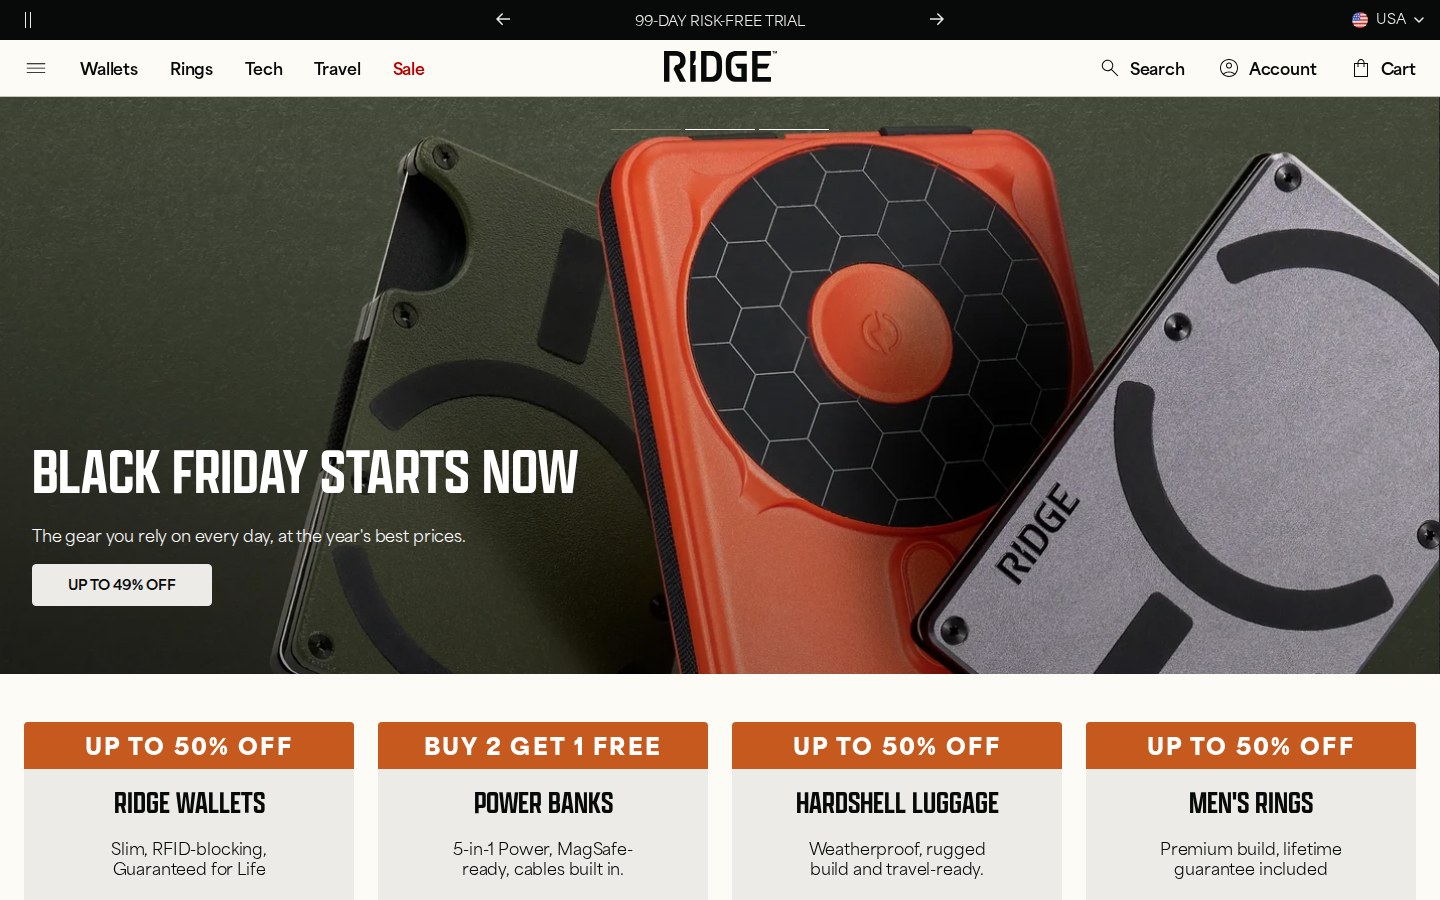 99-DAY RISK-FREE TRIAL
USA
Wallets Rings Tech Travel Sale
RIDGE™
Search Account Cart
RIDGE
BLACK FRIDAY STARTS NOW
The gear you rely on every day, at the year's best prices.
UP TO 49% OFF
UP TO 50% OFF
RIDGE WALLETS
Slim, RFID-blocking,
Guaranteed for Life
BUY 2 GET 1 FREE
POWER BANKS
5-in-1 Power, MagSafe-
ready, cables built in.
UP TO 50% OFF
HARDSHELL LUGGAGE
Weatherproof, rugged
build and travel-ready.
UP TO 50% OFF
MEN'S RINGS
Premium build, lifetime
guarantee included